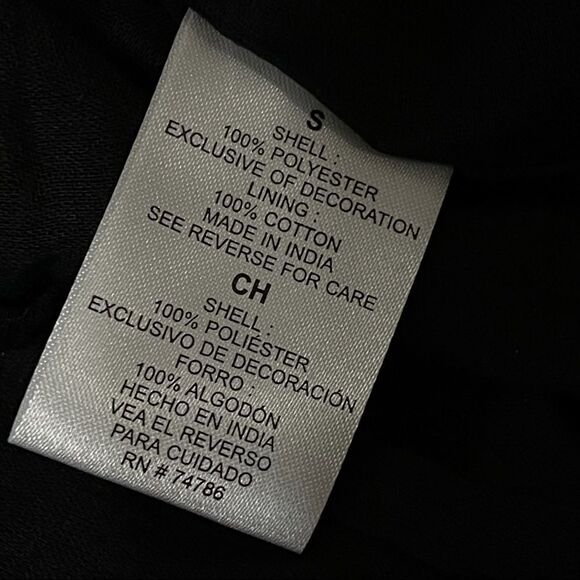 S
SHELL :
100% POLYESTER
EXCLUSIVE OF DECORATION
LINING :
100% COTTON
MADE IN INDIA
SEE REVERSE FOR CARE
CH
SHELL :
100% POLIÉSTER
EXCLUSIVO DE DECORACIÓN
FORRO :
100% ALGODÓN
HECHO EN INDIA
VEA EL REVERSO
PARA CUIDADO
RN # 74786